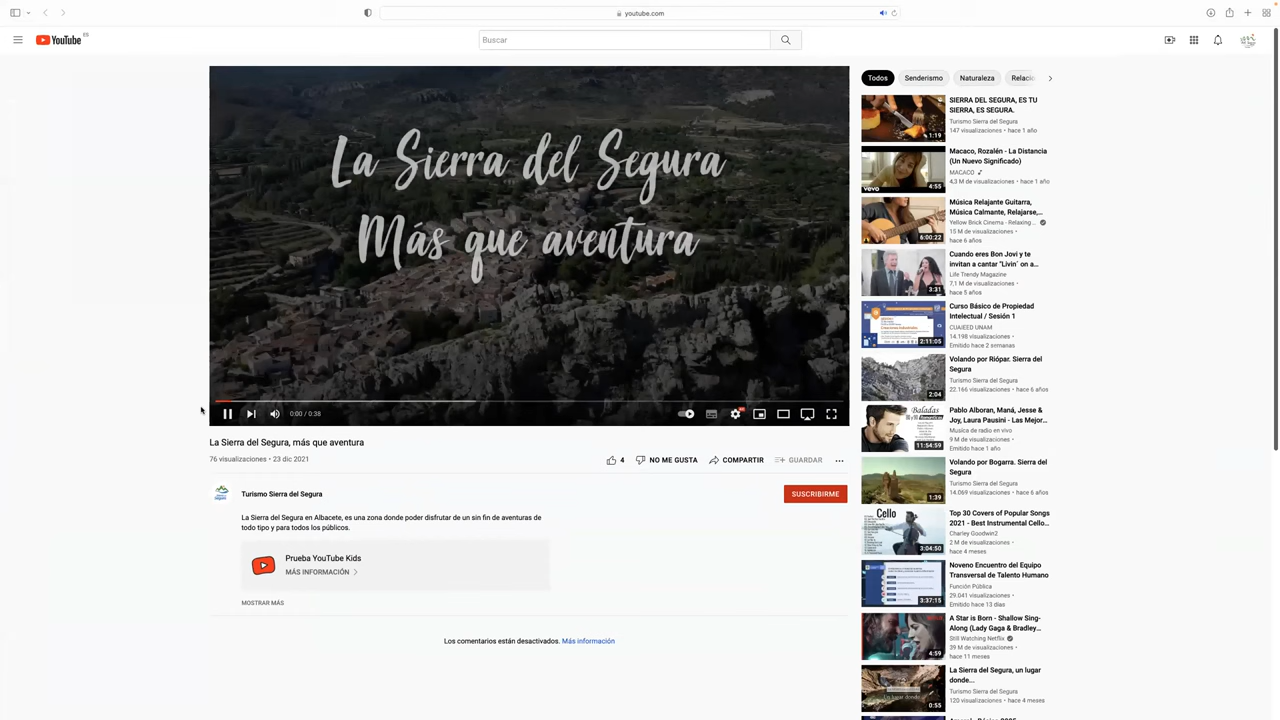 youtube.com
YouTube ES
Buscar
La Sierra del Segura
Más que aventura
0:00 / 0:38
La Sierra del Segura, más que aventura
76 visualizaciones • 23 dic 2021
4
NO ME GUSTA
COMPARTIR
GUARDAR
Turismo Sierra del Segura
SUSCRIBIRME
La Sierra del Segura en Albacete, es una zona donde poder disfrutar de un sin fin de aventuras de
todo tipo y para todos los públicos.
Prueba YouTube Kids
MÁS INFORMACIÓN
MOSTRAR MÁS
Los comentarios están desactivados. Más información
Todos
Senderismo
Naturaleza
Relacio
1:19
SIERRA DEL SEGURA, ES TU
SIERRA, ES SEGURA.
Turismo Sierra del Segura
147 visualizaciones • hace 1 año
vevo
4:55
Macaco, Rozalén - La Distancia
(Un Nuevo Significado)
MACACO
4,3 M de visualizaciones • hace 1 año
6:00:22
Música Relajante Guitarra,
Música Calmante, Relajarse,...
Yellow Brick Cinema - Relaxing ...
15 M de visualizaciones •
hace 6 años
3:31
Cuando eres Bon Jovi y te
invitan a cantar "Livin´ on a...
Life Trendy Magazine
7,1 M de visualizaciones •
hace 5 años
2:11:05
Curso Básico de Propiedad
Intelectual / Sesión 1
CUAIEED UNAM
14.198 visualizaciones •
Emitido hace 2 semanas
2:04
Volando por Riópar. Sierra del
Segura
Turismo Sierra del Segura
22.166 visualizaciones • hace 6 años
Baladas
11:54:59
Pablo Alboran, Maná, Jesse &
Joy, Laura Pausini - Las Mejor...
Musica de radio en vivo
9 M de visualizaciones •
Emitido hace 1 año
1:39
Volando por Bogarra. Sierra del
Segura
Turismo Sierra del Segura
14.069 visualizaciones • hace 6 años
Cello
3:04:50
Top 30 Covers of Popular Songs
2021 - Best Instrumental Cello...
Charley Goodwin2
2 M de visualizaciones •
hace 4 meses
3:37:15
Noveno Encuentro del Equipo
Transversal de Talento Humano
Función Pública
29.041 visualizaciones •
Emitido hace 13 días
4:59
A Star is Born - Shallow Sing-
Along (Lady Gaga & Bradley...
Still Watching Netflix
39 M de visualizaciones •
hace 11 meses
Un lugar donde
0:55
La Sierra del Segura, un lugar
donde...
Turismo Sierra del Segura
120 visualizaciones • hace 4 meses